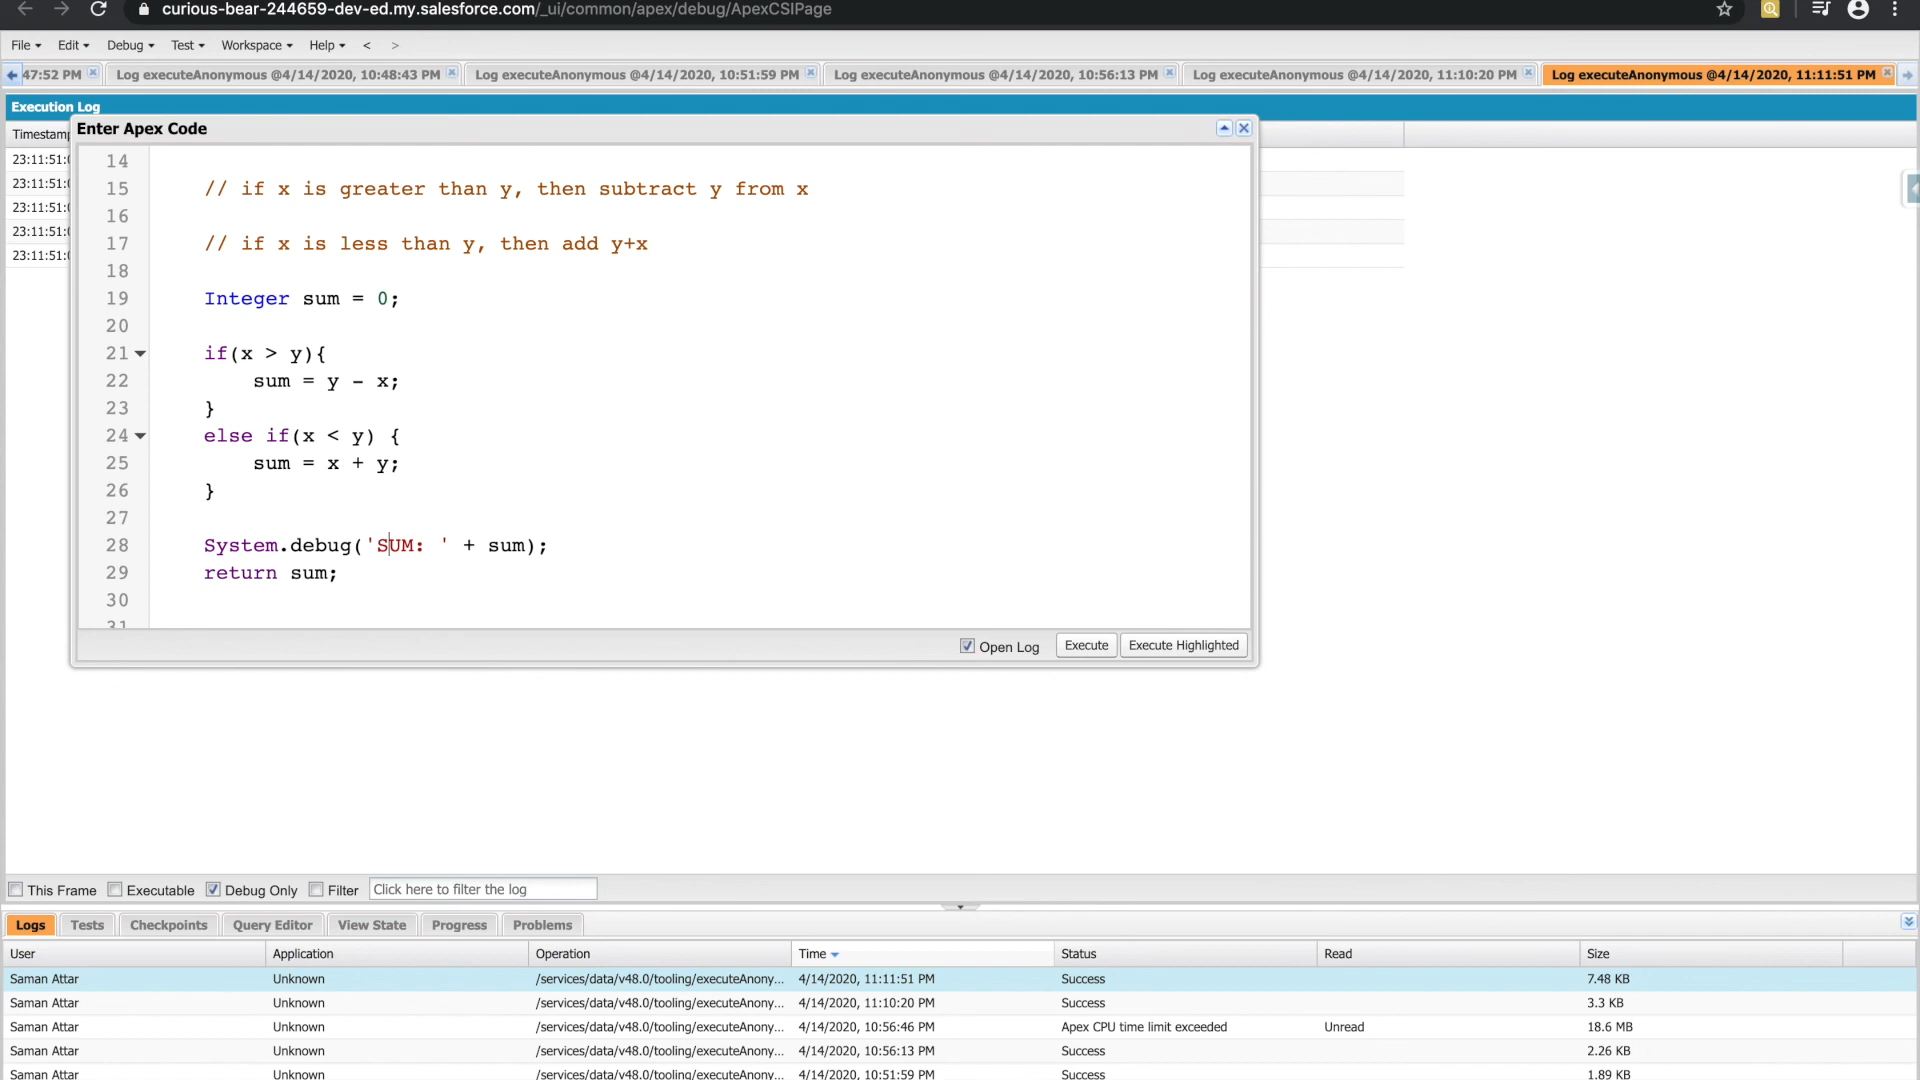 curious-bear-244659-dev-ed.my.salesforce.com/_ui/common/apex/debug/ApexCSIPage
File Edit Debug Test Workspace Help < >
47:52 PM Log executeAnonymous @4/14/2020, 10:48:43 PM Log executeAnonymous @4/14/2020, 10:51:59 PM Log executeAnonymous @4/14/2020, 10:56:13 PM Log executeAnonymous @4/14/2020, 11:10:20 PM Log executeAnonymous @4/14/2020, 11:11:51 PM
Execution Log
Timestamp
23:11:51:
23:11:51:
23:11:51:
23:11:51:
23:11:51:
Enter Apex Code
14
15 // if x is greater than y, then subtract y from x
16
17 // if x is less than y, then add y+x
18
19 Integer sum = 0;
20
21 if(x > y){
22 sum = y - x;
23 }
24 else if(x < y) {
25 sum = x + y;
26 }
27
28 System.debug('SUM: ' + sum);
29 return sum;
30
31
Open Log Execute Execute Highlighted
This Frame Executable Debug Only Filter Click here to filter the log
Logs Tests Checkpoints Query Editor View State Progress Problems
User Application Operation Time Status Read Size
Saman Attar Unknown /services/data/v48.0/tooling/executeAnony... 4/14/2020, 11:11:51 PM Success 7.48 KB
Saman Attar Unknown /services/data/v48.0/tooling/executeAnony... 4/14/2020, 11:10:20 PM Success 3.3 KB
Saman Attar Unknown /services/data/v48.0/tooling/executeAnony... 4/14/2020, 10:56:46 PM Apex CPU time limit exceeded Unread 18.6 MB
Saman Attar Unknown /services/data/v48.0/tooling/executeAnony... 4/14/2020, 10:56:13 PM Success 2.26 KB
Saman Attar Unknown /services/data/v48.0/tooling/executeAnony... 4/14/2020, 10:51:59 PM Success 1.89 KB